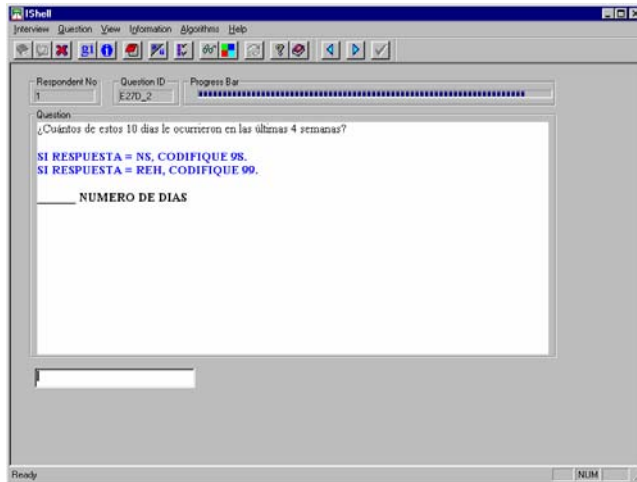 IShell
Interview Question View Information Algorithms Help
Respondent No
Question ID
Progress Bar
1
E27D_2
Question
¿Cuántos de estos 10 días le ocurrieron en las últimas 4 semanas?
SI RESPUESTA = NS, CODIFIQUE 98.
SI RESPUESTA = REH, CODIFIQUE 99.
______ NUMERO DE DIAS
Ready
NUM